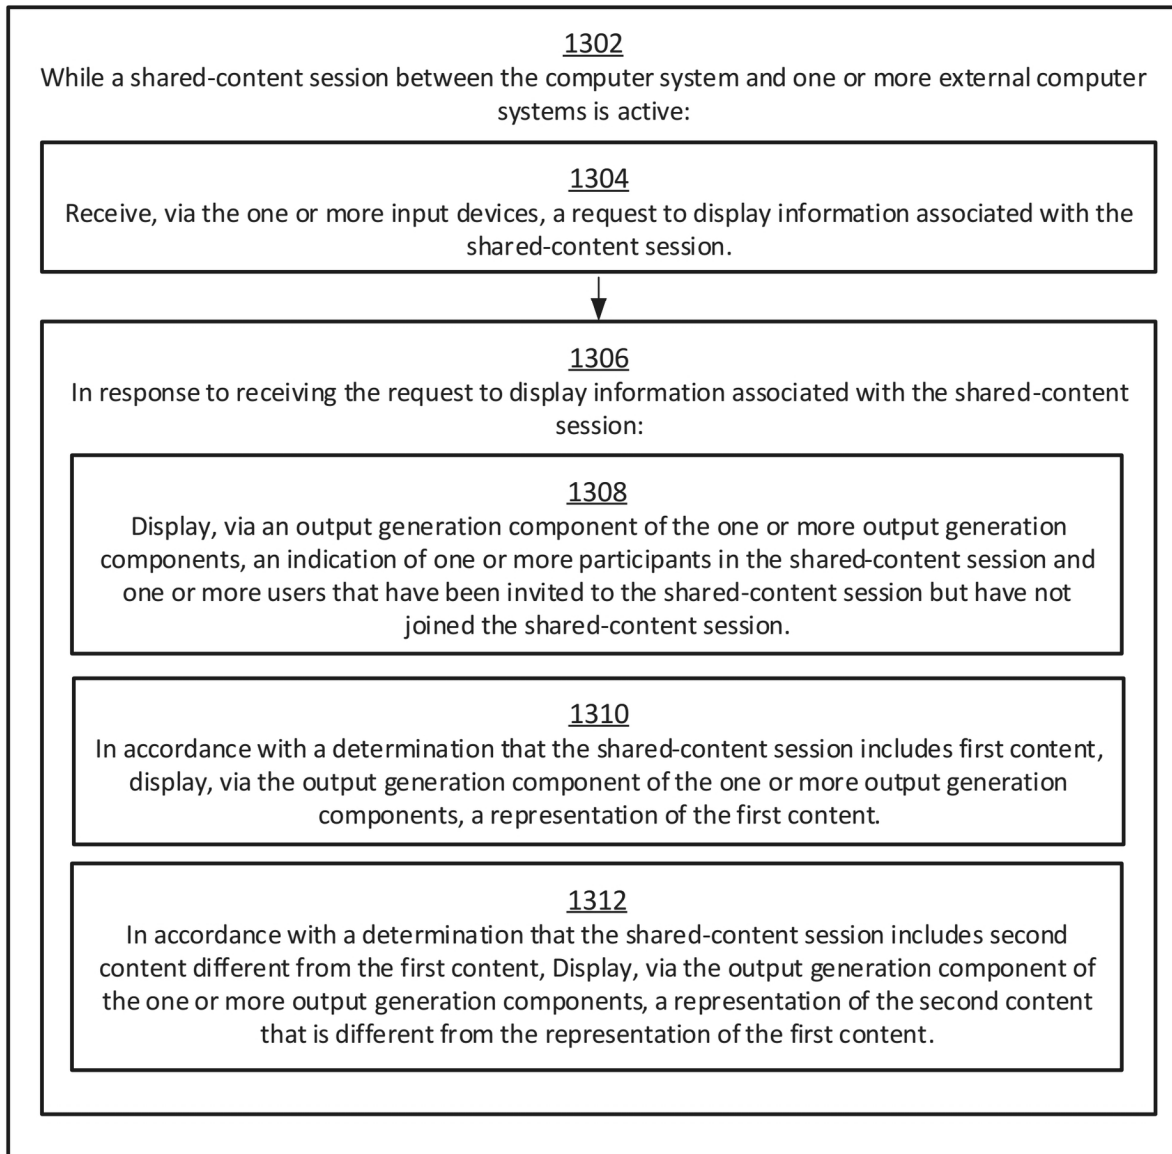 1302
While a shared-content session between the computer system and one or more external computer
systems is active:
1304
Receive, via the one or more input devices, a request to display information associated with the
shared-content session.
1306
In response to receiving the request to display information associated with the shared-content
session:
1308
Display, via an output generation component of the one or more output generation
components, an indication of one or more participants in the shared-content session and
one or more users that have been invited to the shared-content session but have not
joined the shared-content session.
1310
In accordance with a determination that the shared-content session includes first content,
display, via the output generation component of the one or more output generation
components, a representation of the first content.
1312
In accordance with a determination that the shared-content session includes second
content different from the first content, Display, via the output generation component of
the one or more output generation components, a representation of the second content
that is different from the representation of the first content.